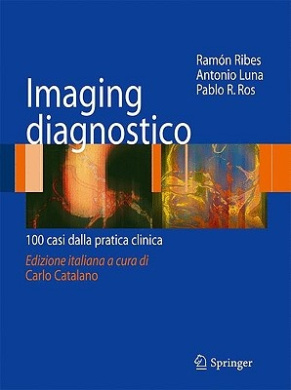 Ramón Ribes
Antonio Luna
Pablo R. Ros
Imaging
diagnostico
100 casi dalla pratica clinica
Edizione italiana a cura di
Carlo Catalano
Springer